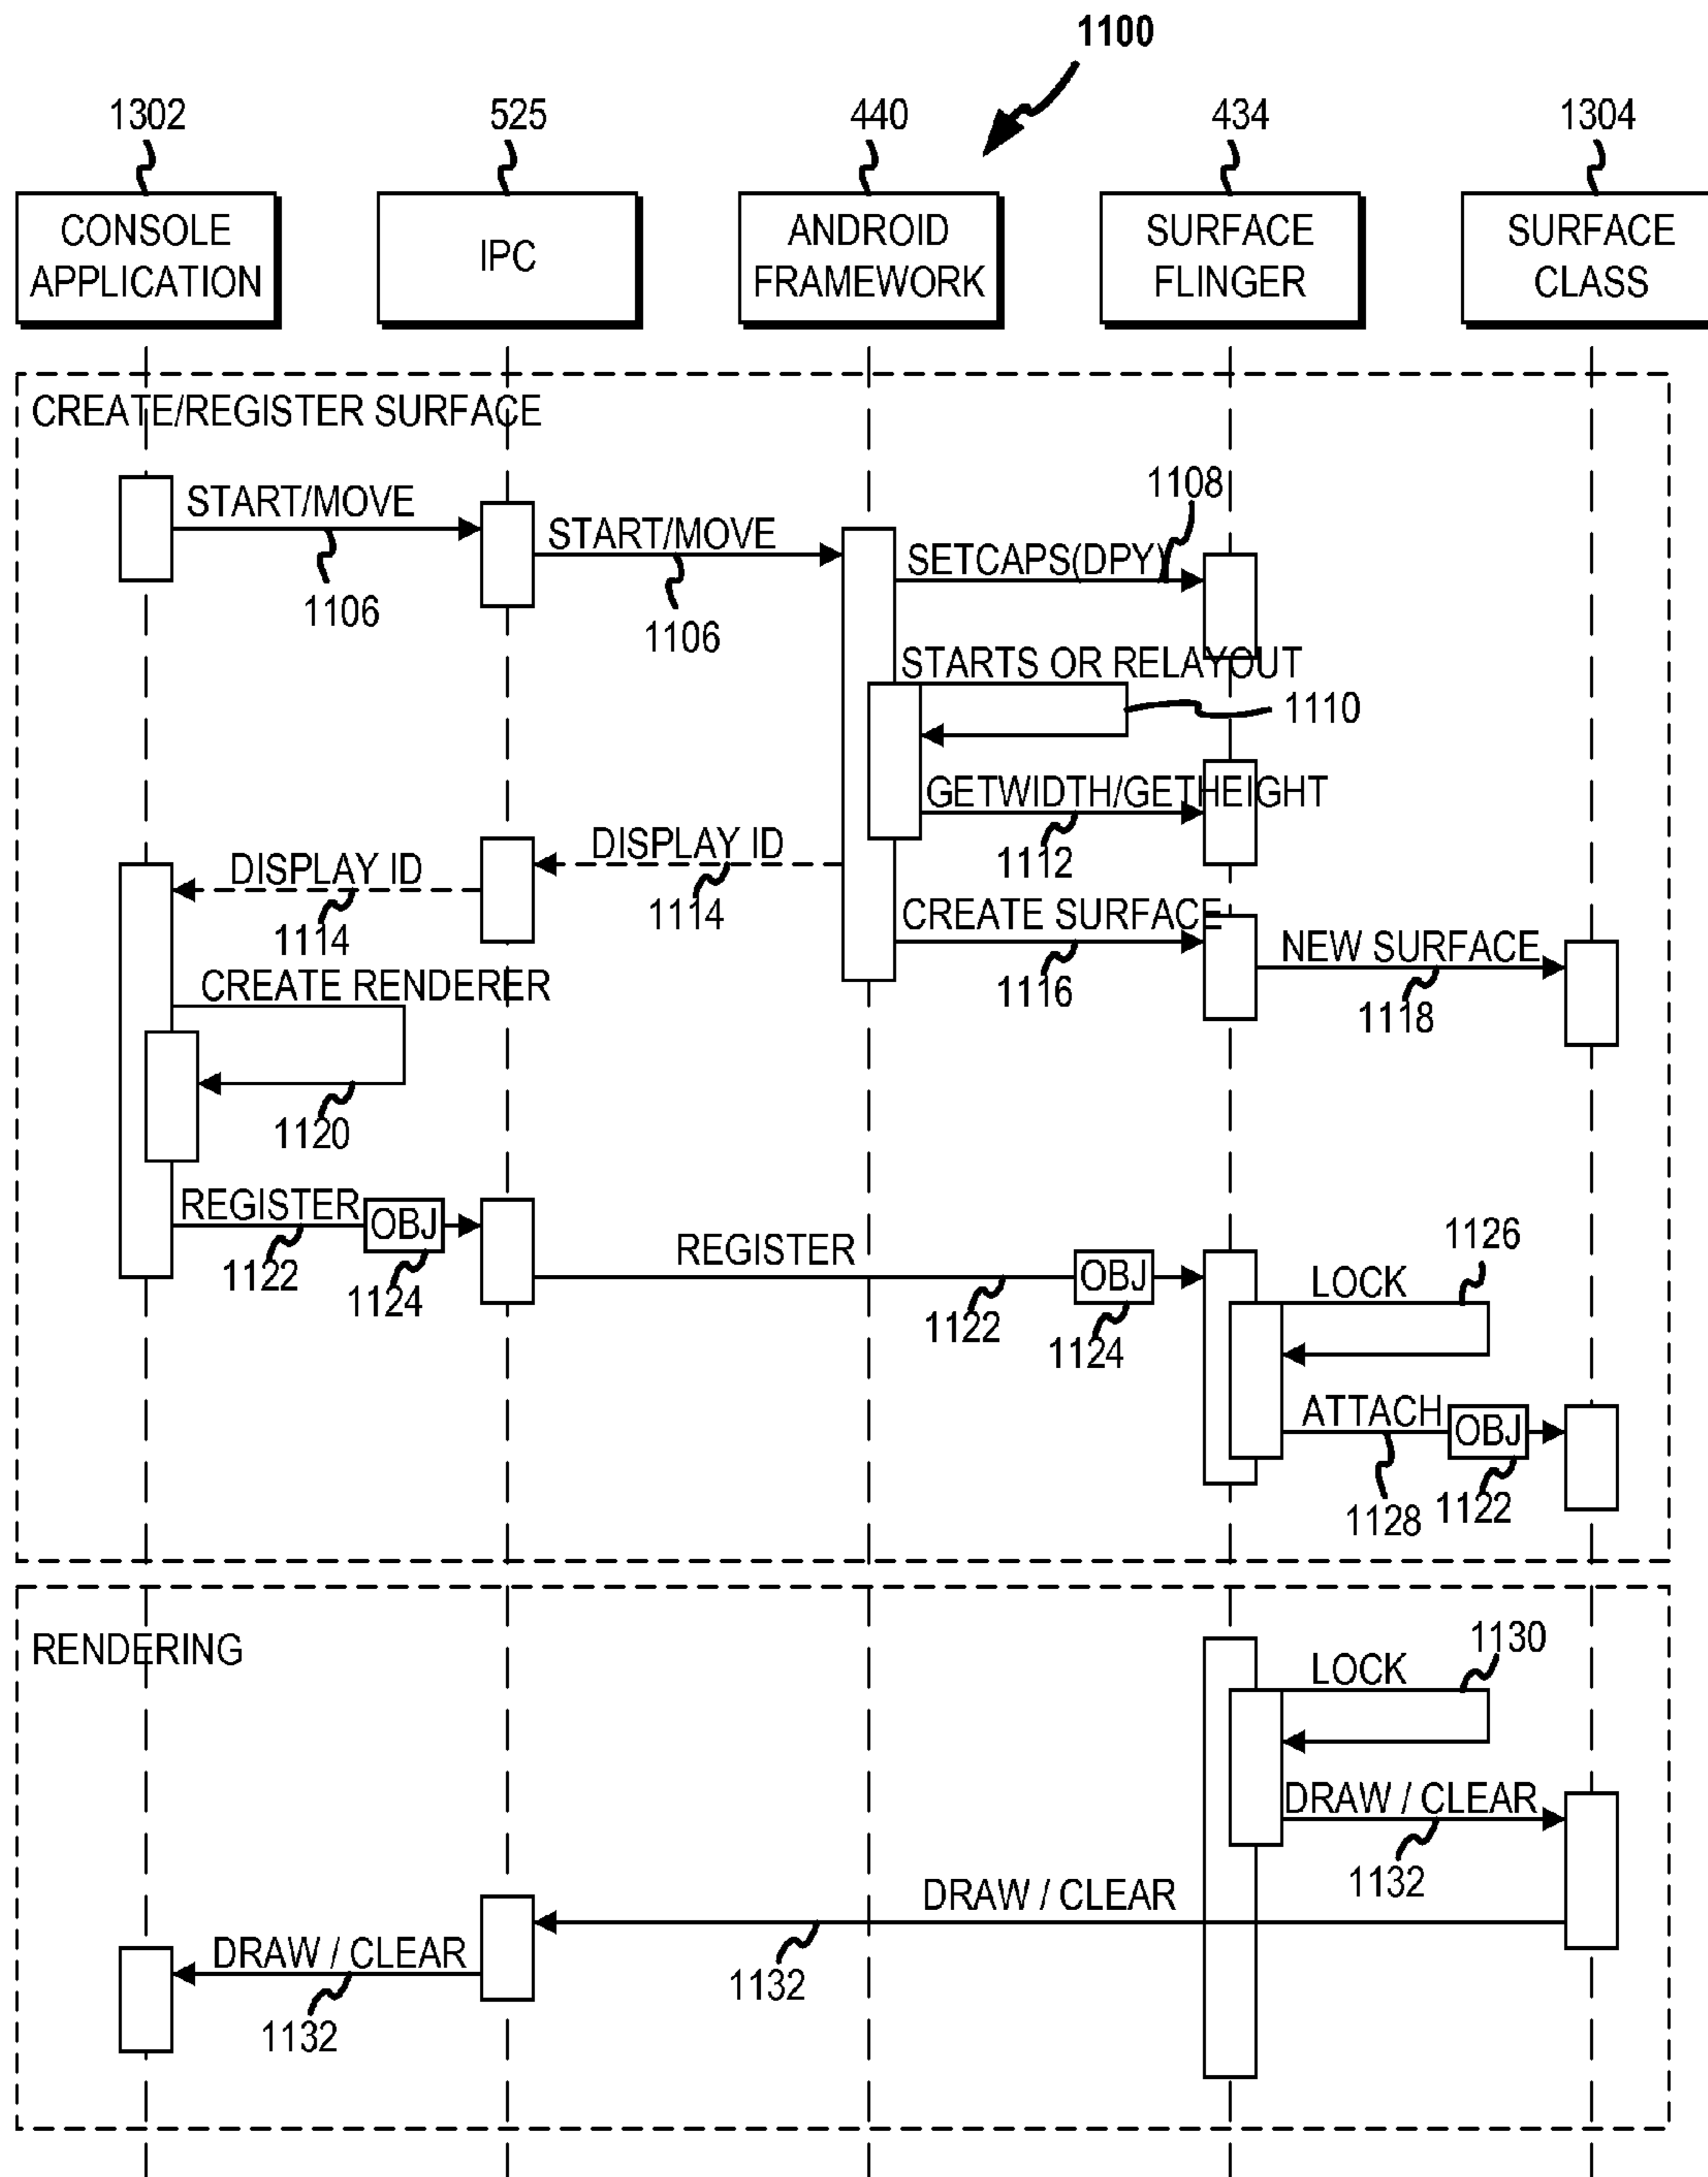 1100
1302
525
440
434
1304
CONSOLE
APPLICATION
IPC
ANDROID
FRAMEWORK
SURFACE
FLINGER
SURFACE
CLASS
CREATE/REGISTER SURFACE
START/MOVE
1106
START/MOVE
1106
1108
SETCAPS(DPY)
STARTS OR RELAYOUT
1110
GETWIDTH/GETHEIGHT
1112
DISPLAY ID
1114
DISPLAY ID
1114
CREATE SURFACE
1116
NEW SURFACE
1118
CREATE RENDERER
1120
REGISTER
OBJ
1122
1124
REGISTER
OBJ
1122
1124
1126
LOCK
ATTACH
OBJ
1128
1122
RENDERING
1130
LOCK
DRAW / CLEAR
1132
DRAW / CLEAR
1132
DRAW / CLEAR
1132